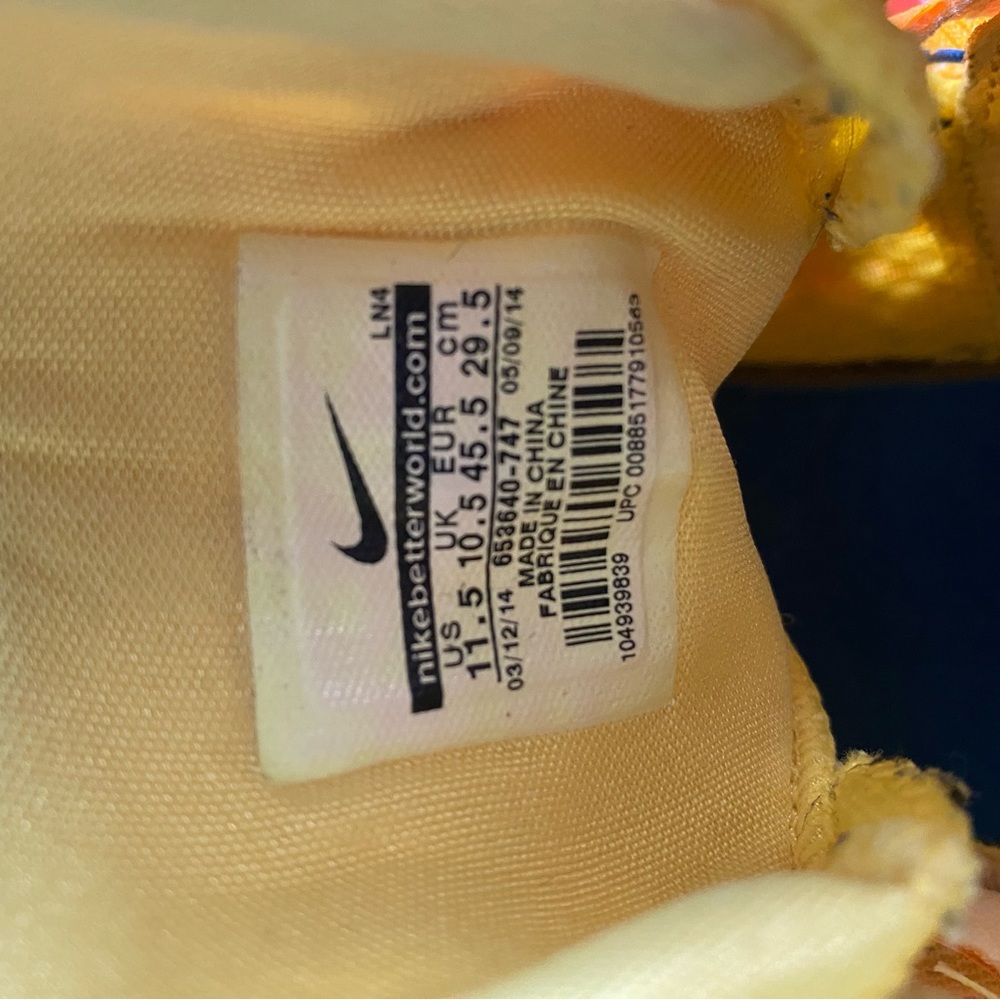 LN4
nikebetterworld.com
US UK EUR cm
11.5 10.5 45.5 29.5
03/12/14 653640-747 05/09/14
MADE IN CHINA
FABRIQUE EN CHINE
104939839 UPC 00885177910569